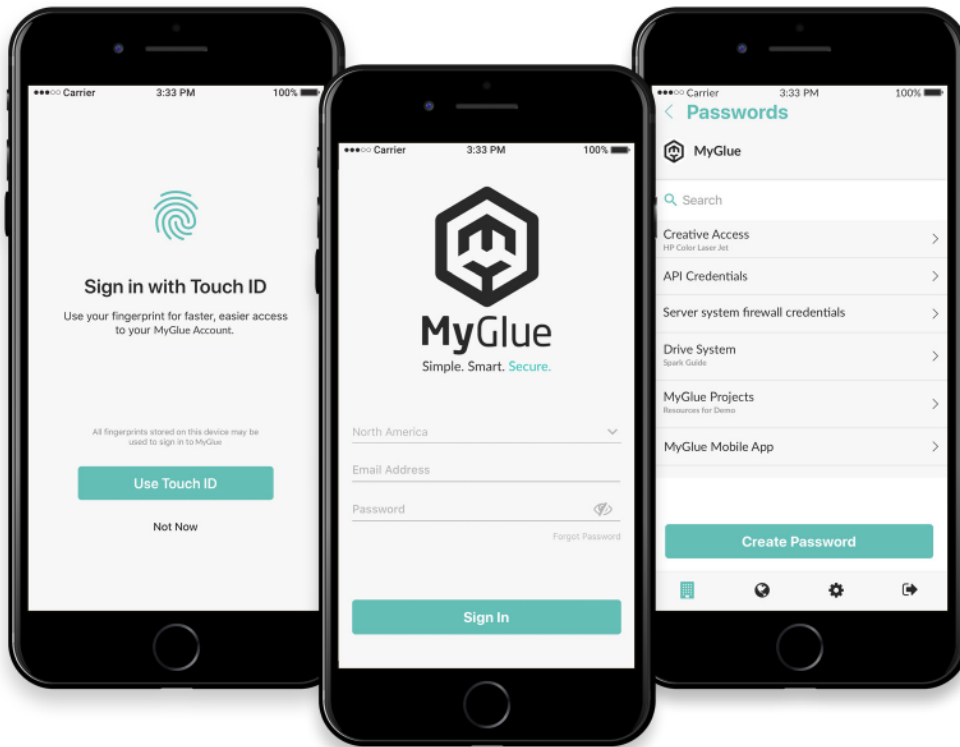 Carrier 3:33 PM 100%
Sign in with Touch ID
Use your fingerprint for faster, easier access
to your MyGlue Account.
All fingerprints stored on this device may be
used to sign in to MyGlue
Use Touch ID
Not Now
Carrier 3:33 PM 100%
MyGlue
Simple. Smart. Secure.
North America
Email Address
Password
Forgot Password
Sign In
Carrier 3:33 PM 100%
Passwords
MyGlue
Search
Creative Access
HP Color Laser Jet
API Credentials
Server system firewall credentials
Drive System
Spark Guide
MyGlue Projects
Resources for Demo
MyGlue Mobile App
Create Password